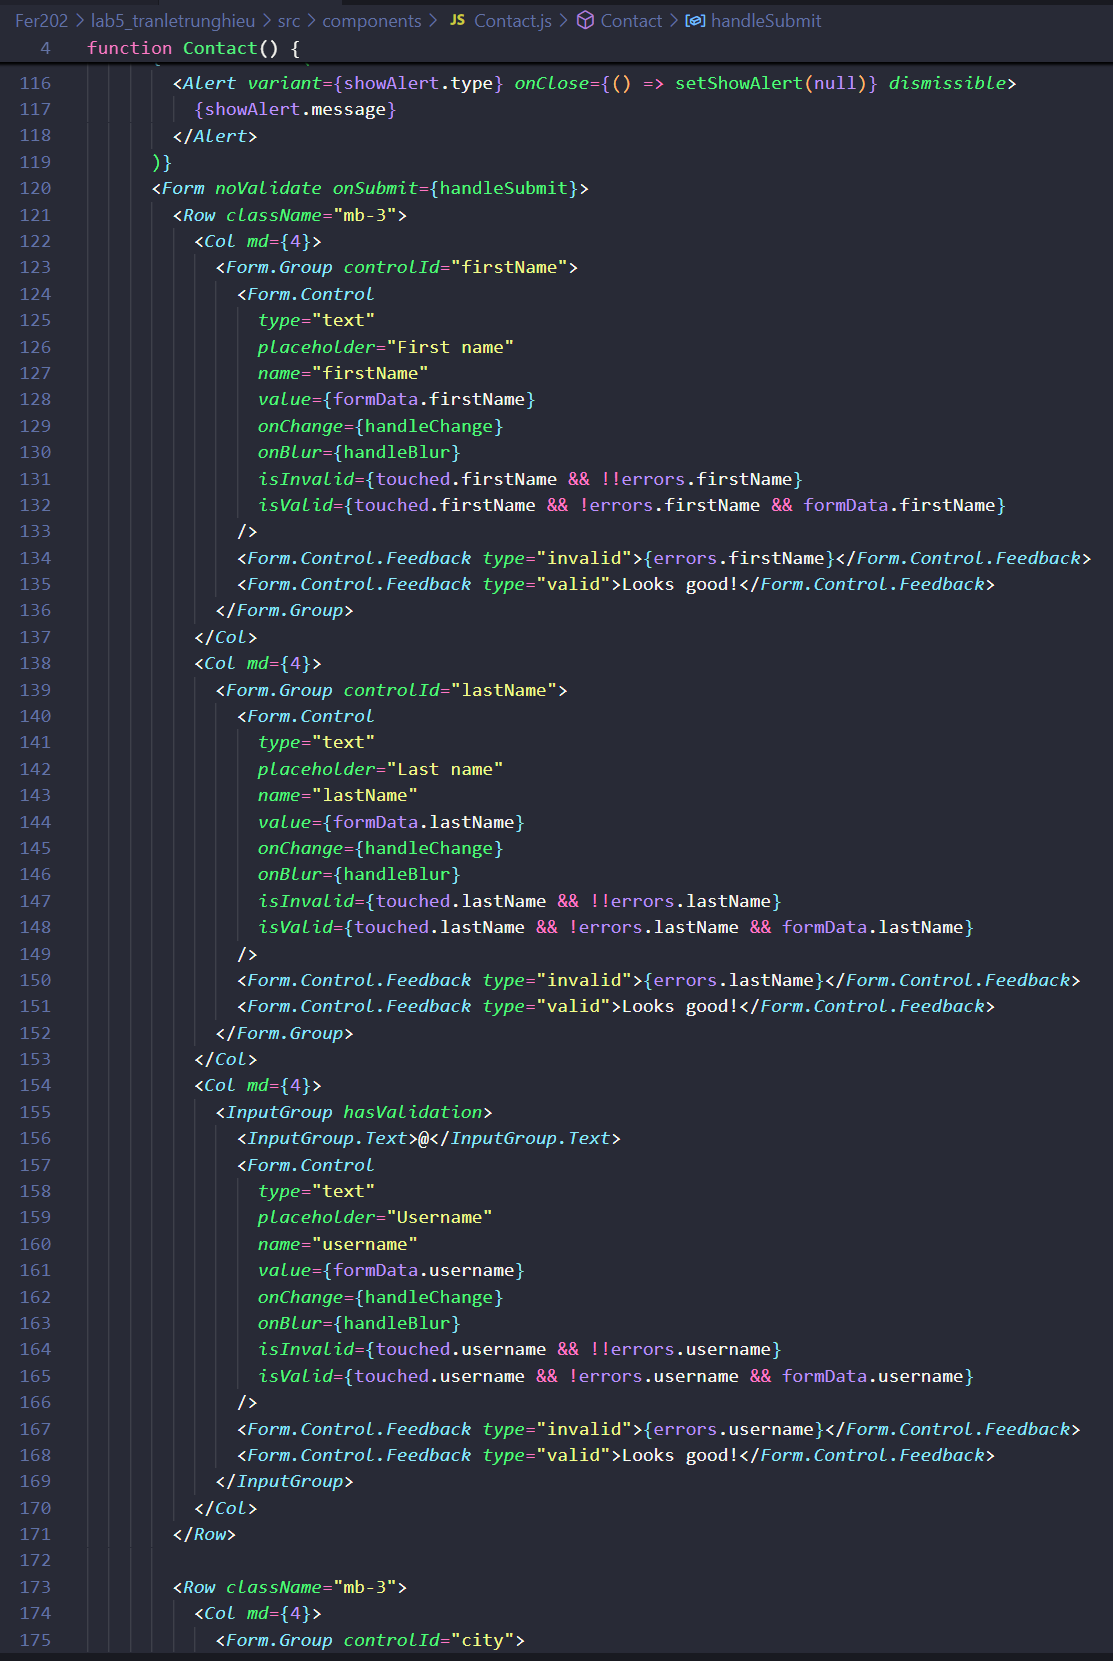 Fer202 > lab5_tranletrunghieu > src > components > JS Contact.js > Contact > handleSubmit
4 function Contact() {
116 <Alert variant={showAlert.type} onClose={() => setShowAlert(null)} dismissible>
117 {showAlert.message}
118 </Alert>
119 )}
120 <Form noValidate onSubmit={handleSubmit}>
121 <Row className="mb-3">
122 <Col md={4}>
123 <Form.Group controlId="firstName">
124 <Form.Control
125 type="text"
126 placeholder="First name"
127 name="firstName"
128 value={formData.firstName}
129 onChange={handleChange}
130 onBlur={handleBlur}
131 isInvalid={touched.firstName && !!errors.firstName}
132 isValid={touched.firstName && !errors.firstName && formData.firstName}
133 />
134 <Form.Control.Feedback type="invalid">{errors.firstName}</Form.Control.Feedback>
135 <Form.Control.Feedback type="valid">Looks good!</Form.Control.Feedback>
136 </Form.Group>
137 </Col>
138 <Col md={4}>
139 <Form.Group controlId="lastName">
140 <Form.Control
141 type="text"
142 placeholder="Last name"
143 name="lastName"
144 value={formData.lastName}
145 onChange={handleChange}
146 onBlur={handleBlur}
147 isInvalid={touched.lastName && !!errors.lastName}
148 isValid={touched.lastName && !errors.lastName && formData.lastName}
149 />
150 <Form.Control.Feedback type="invalid">{errors.lastName}</Form.Control.Feedback>
151 <Form.Control.Feedback type="valid">Looks good!</Form.Control.Feedback>
152 </Form.Group>
153 </Col>
154 <Col md={4}>
155 <InputGroup hasValidation>
156 <InputGroup.Text>@</InputGroup.Text>
157 <Form.Control
158 type="text"
159 placeholder="Username"
160 name="username"
161 value={formData.username}
162 onChange={handleChange}
163 onBlur={handleBlur}
164 isInvalid={touched.username && !!errors.username}
165 isValid={touched.username && !errors.username && formData.username}
166 />
167 <Form.Control.Feedback type="invalid">{errors.username}</Form.Control.Feedback>
168 <Form.Control.Feedback type="valid">Looks good!</Form.Control.Feedback>
169 </InputGroup>
170 </Col>
171 </Row>
172
173 <Row className="mb-3">
174 <Col md={4}>
175 <Form.Group controlId="city">